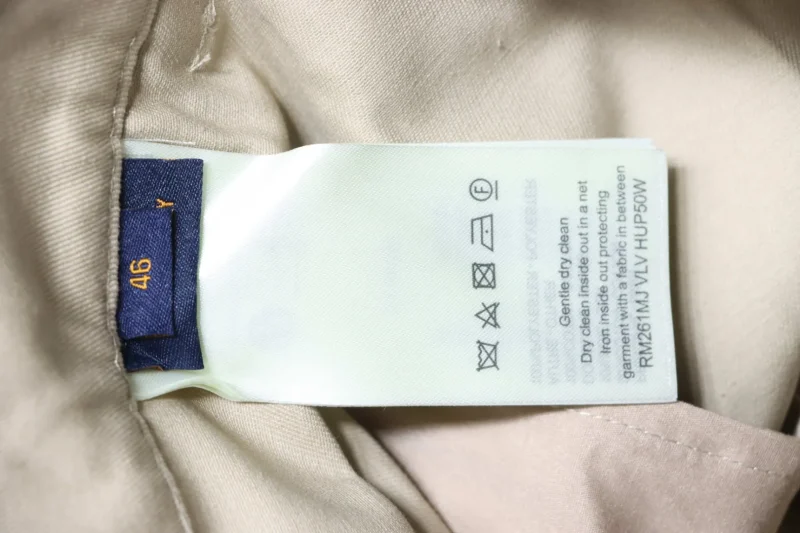 46
Y
F
Gentle dry clean
Dry clean inside out in a net
Iron inside out protecting
garment with a fabric in between
RM261MJ VLV HUP50W